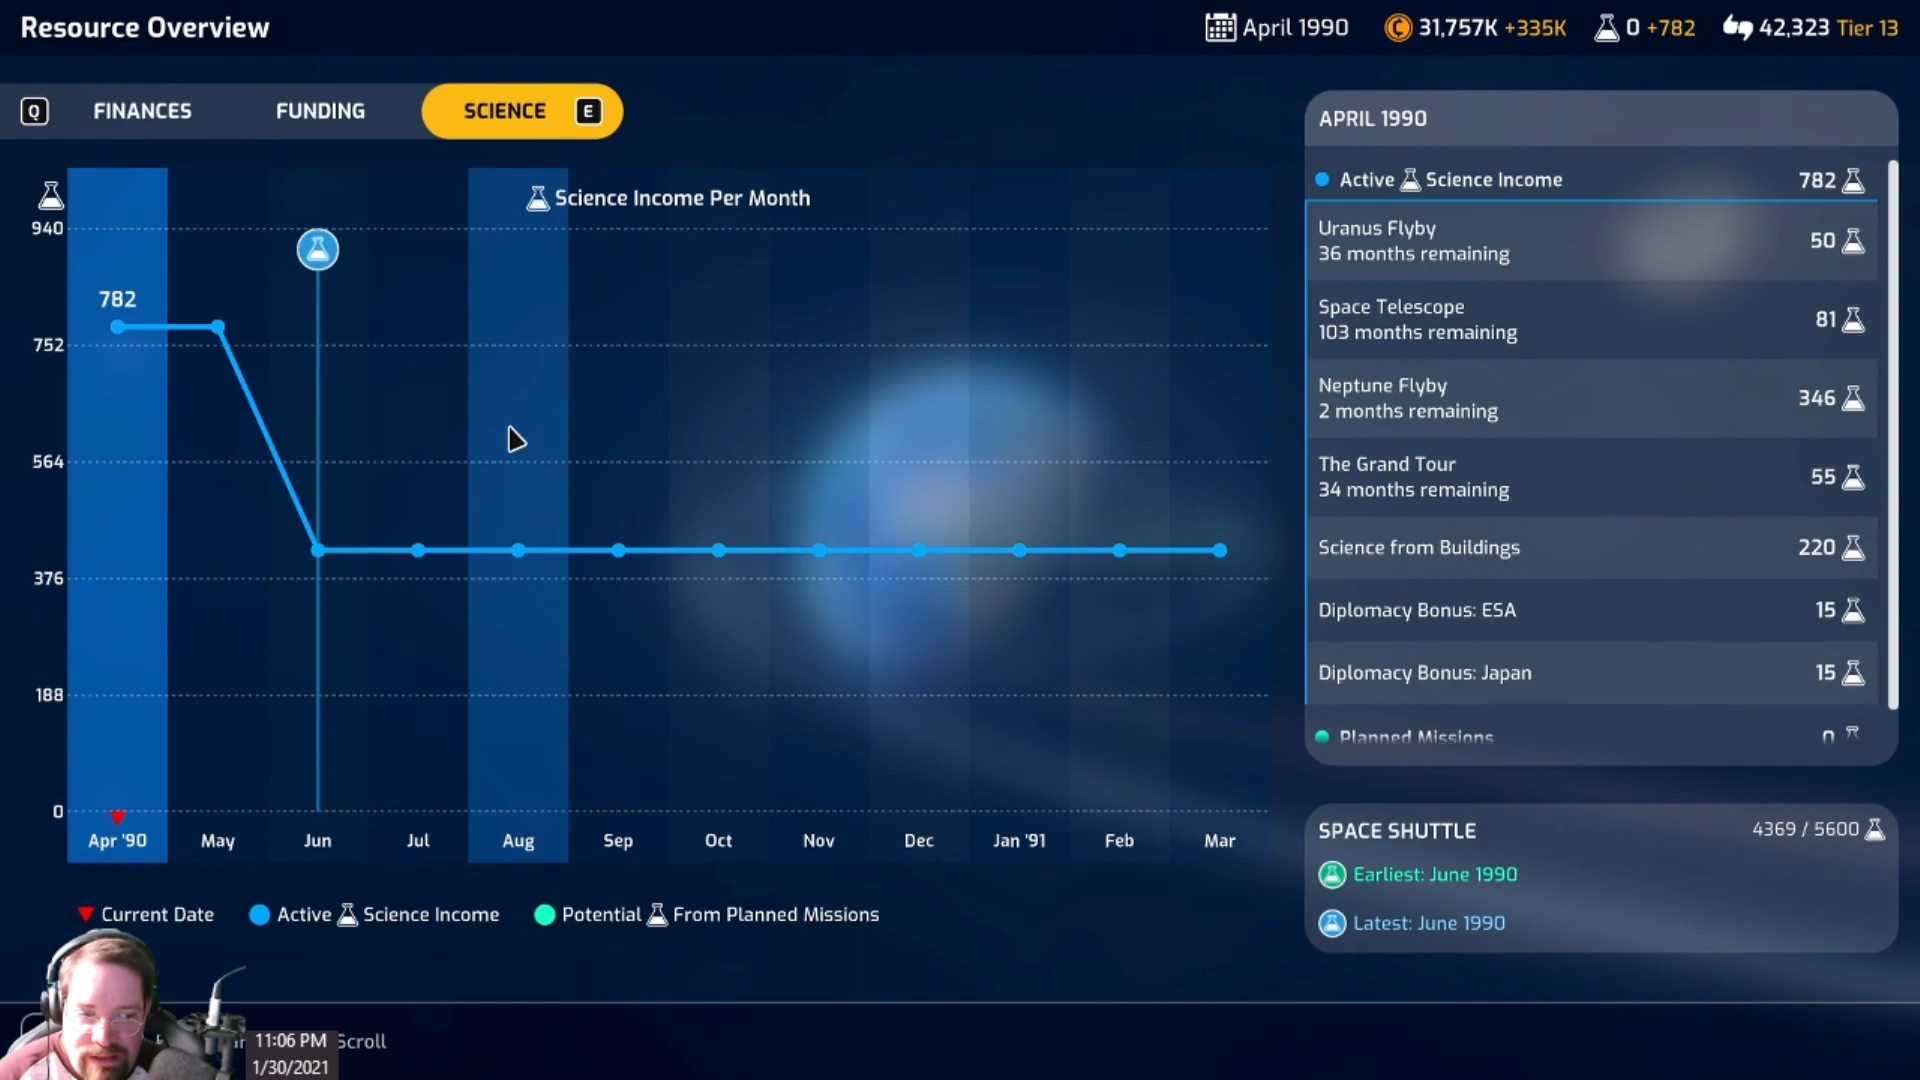 Resource Overview
April 1990
31,757K +335K
0 +782
42,323 Tier 13
Q
FINANCES
FUNDING
SCIENCE
E
Science Income Per Month
940
752
564
376
188
0
782
Apr '90
May
Jun
Jul
Aug
Sep
Oct
Nov
Dec
Jan '91
Feb
Mar
Current Date
Active Science Income
Potential From Planned Missions
APRIL 1990
Active Science Income 782
Uranus Flyby
36 months remaining
50
Space Telescope
103 months remaining
81
Neptune Flyby
2 months remaining
346
The Grand Tour
34 months remaining
55
Science from Buildings 220
Diplomacy Bonus: ESA 15
Diplomacy Bonus: Japan 15
Planned Missions 0
SPACE SHUTTLE 4369 / 5600
Earliest: June 1990
Latest: June 1990
Scroll
11:06 PM
1/30/2021